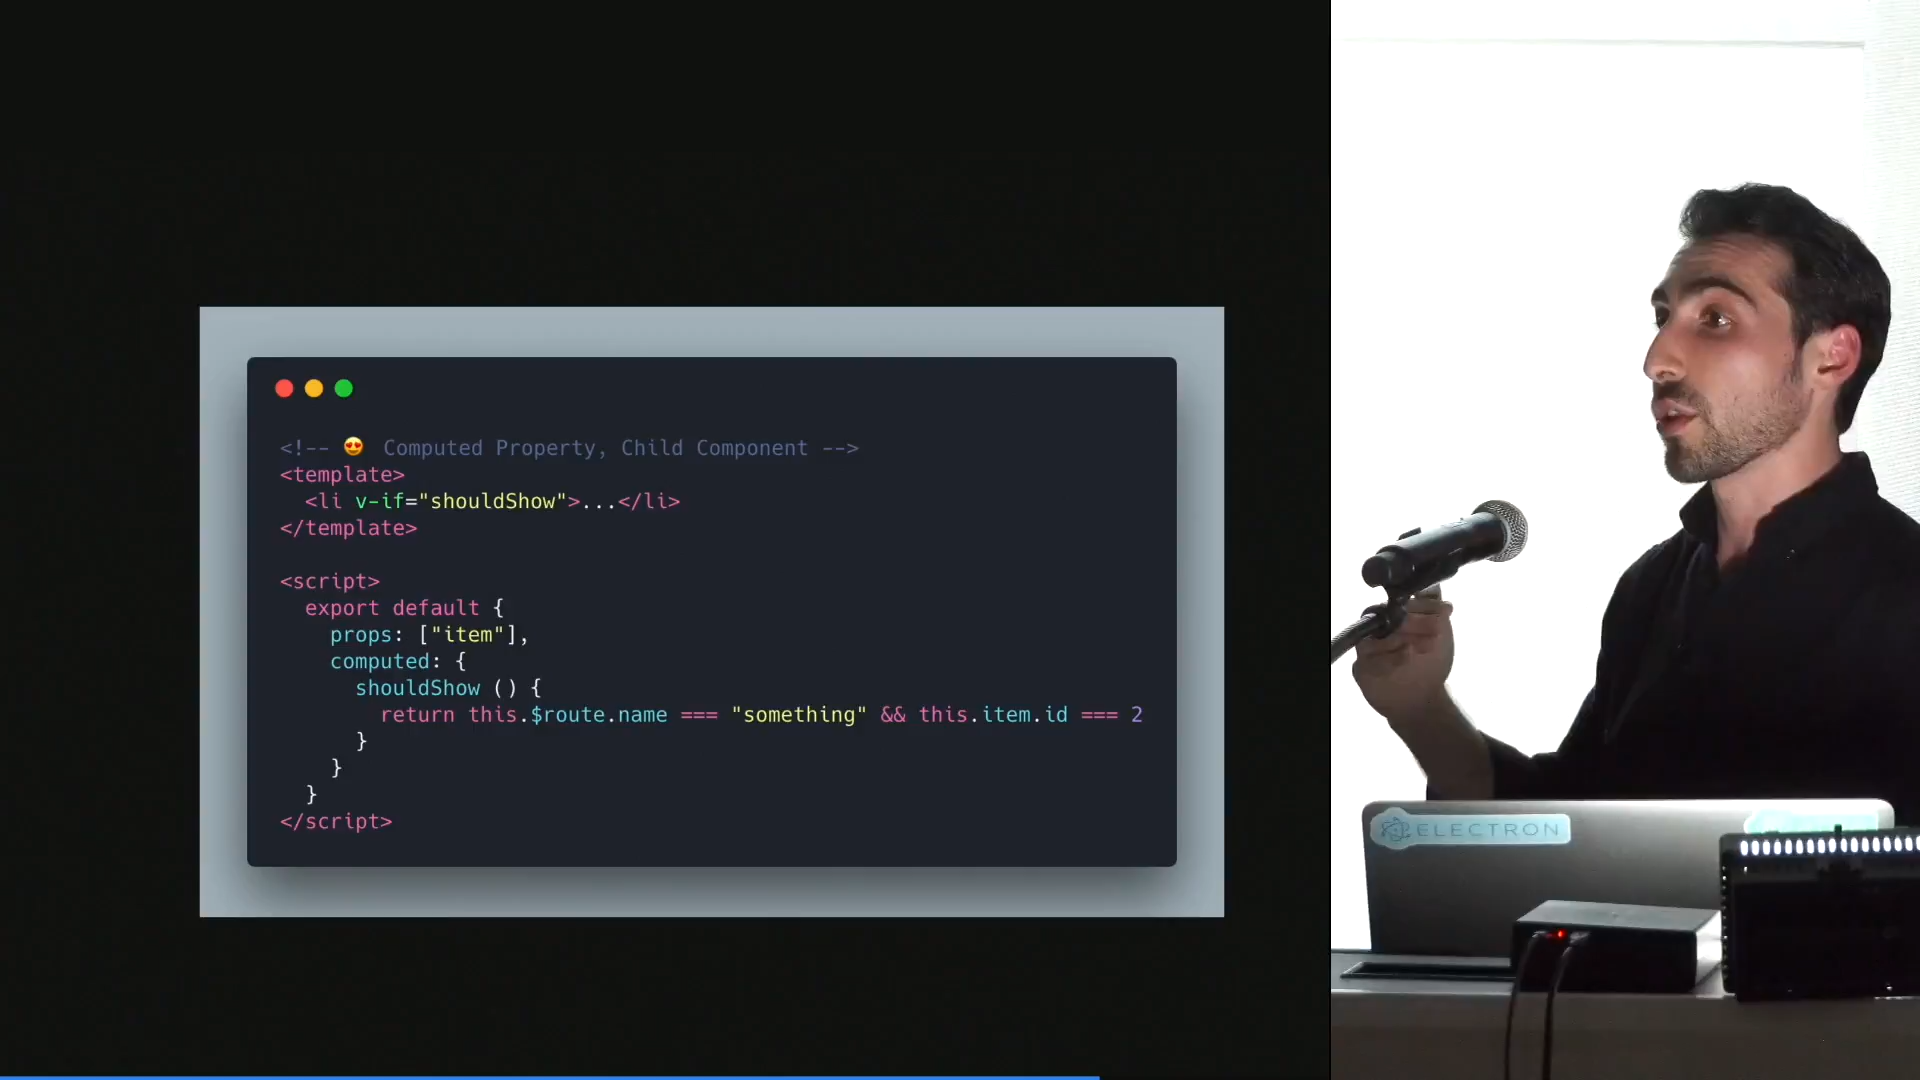 <!-- 😍 Computed Property, Child Component -->
<template>
  <li v-if="shouldShow">...</li>
</template>

<script>
  export default {
    props: ["item"],
    computed: {
      shouldShow () {
        return this.$route.name === "something" && this.item.id === 2
      }
    }
  }
</script>
ELECTRON